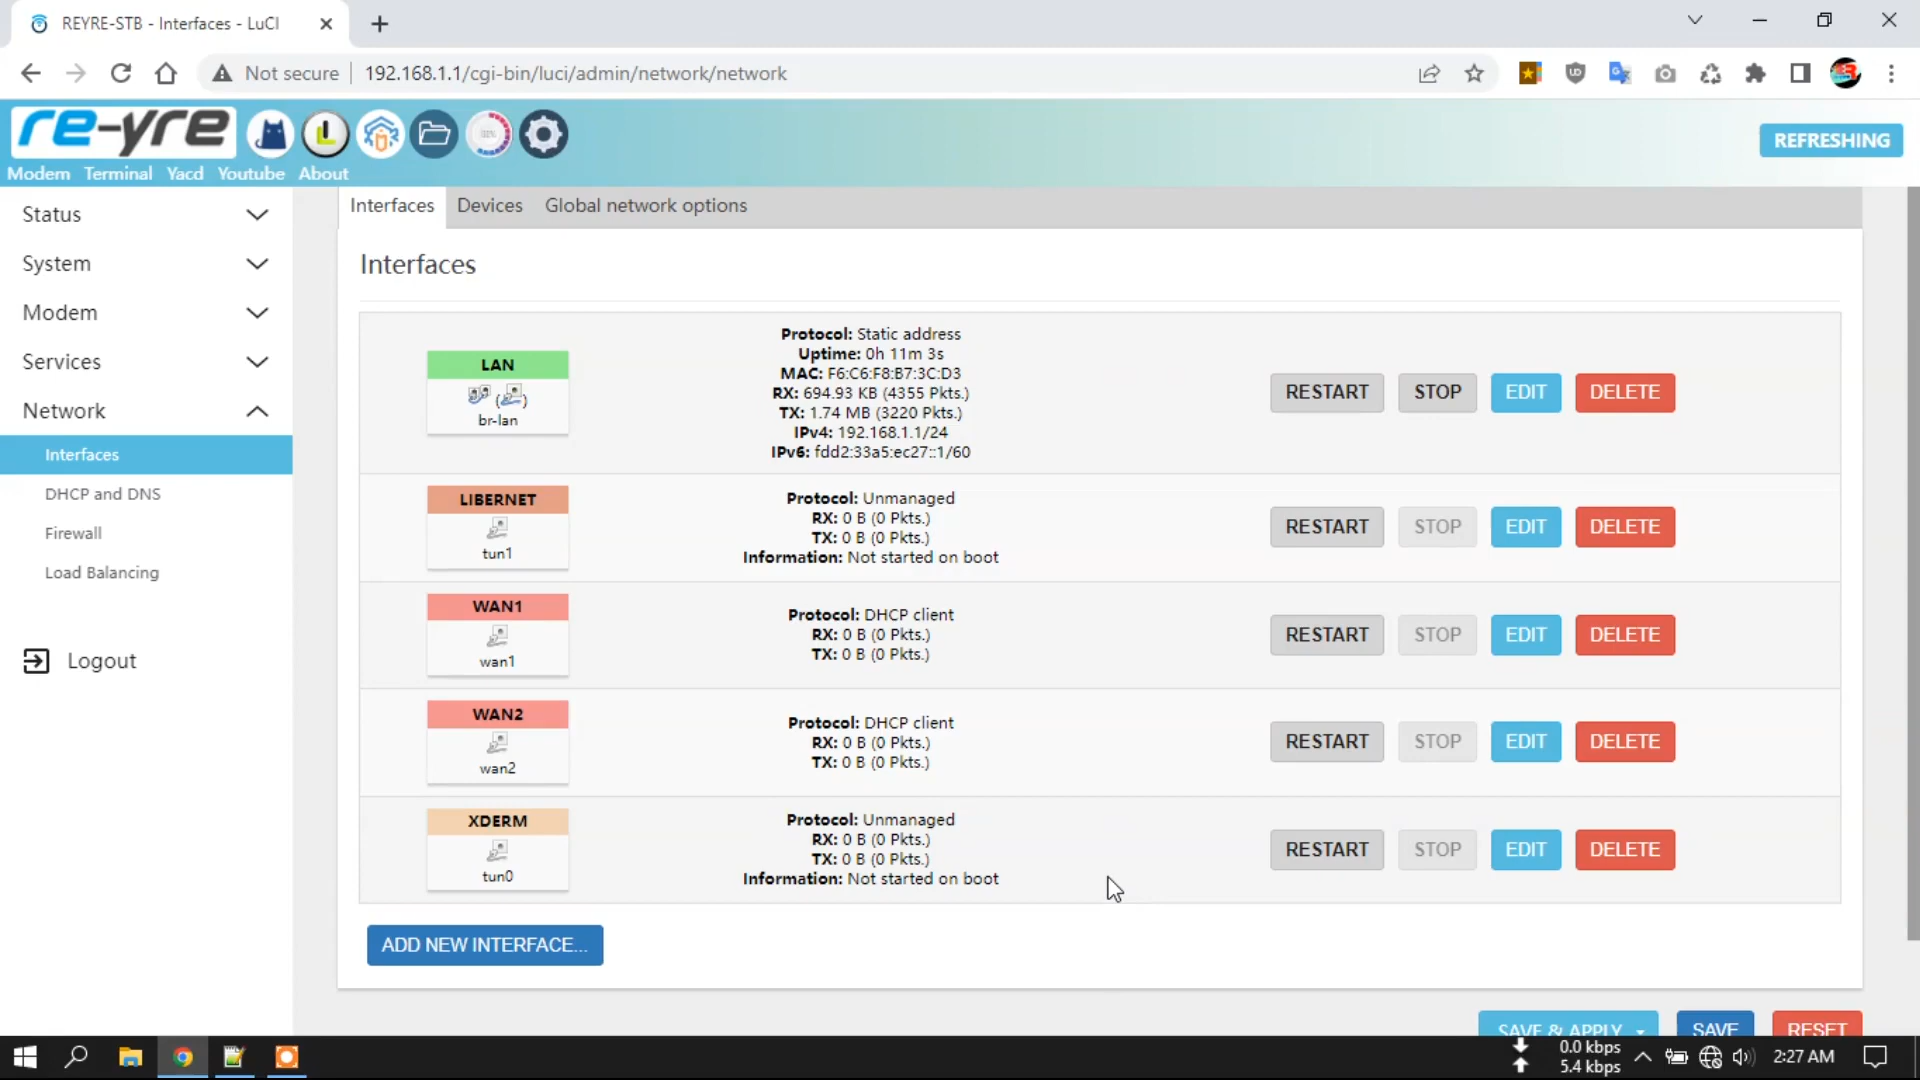 REYRE-STB - Interfaces - LuCI
Not secure
192.168.1.1/cgi-bin/luci/admin/network/network
re-yre
REFRESHING
Modem Terminal Yacd Youtube About
Status
System
Modem
Services
Network
Interfaces
DHCP and DNS
Firewall
Load Balancing
Logout
Interfaces Devices Global network options
Interfaces
LAN
br-lan
Protocol: Static address
Uptime: 0h 11m 3s
MAC: F6:C6:F8:B7:3C:D3
RX: 694.93 KB (4355 Pkts.)
TX: 1.74 MB (3220 Pkts.)
IPv4: 192.168.1.1/24
IPv6: fdd2:33a5:ec27::1/60
RESTART STOP EDIT DELETE
LIBERNET
tun1
Protocol: Unmanaged
RX: 0 B (0 Pkts.)
TX: 0 B (0 Pkts.)
Information: Not started on boot
RESTART STOP EDIT DELETE
WAN1
wan1
Protocol: DHCP client
RX: 0 B (0 Pkts.)
TX: 0 B (0 Pkts.)
RESTART STOP EDIT DELETE
WAN2
wan2
Protocol: DHCP client
RX: 0 B (0 Pkts.)
TX: 0 B (0 Pkts.)
RESTART STOP EDIT DELETE
XDERM
tun0
Protocol: Unmanaged
RX: 0 B (0 Pkts.)
TX: 0 B (0 Pkts.)
Information: Not started on boot
RESTART STOP EDIT DELETE
ADD NEW INTERFACE...
SAVE & APPLY SAVE RESET
0.0 kbps
5.4 kbps
2:27 AM